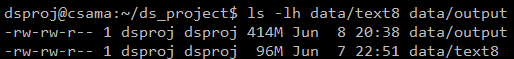 dsproj@csama:~/ds_project$ ls -lh data/text8 data/output
-rw-rw-r-- 1 dsproj dsproj 414M Jun  8 20:38 data/output
-rw-rw-r-- 1 dsproj dsproj  96M Jun  7 22:51 data/text8